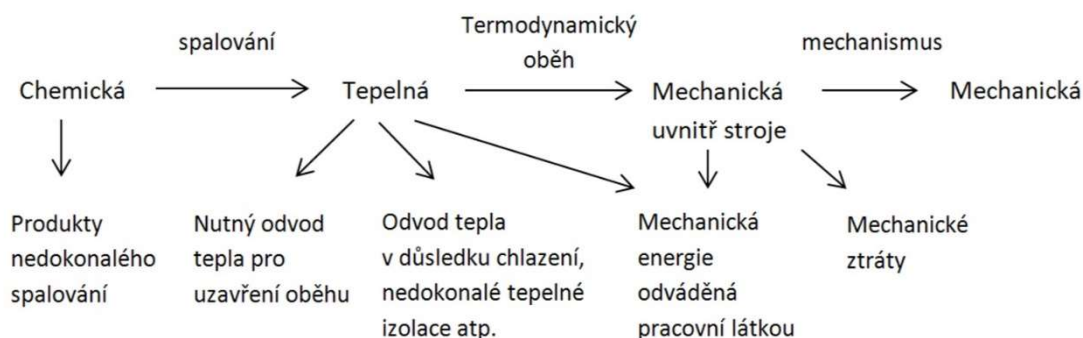 spalování
Termodynamický
oběh
mechanismus
Chemická
Tepelná
Mechanická
uvnitř stroje
Mechanická
Produkty
nedokonalého
spalování
Nutný odvod
tepla pro
uzavření oběhu
Odvod tepla
v důsledku chlazení,
nedokonalé tepelné
izolace atp.
Mechanická
energie
odváděná
pracovní látkou
Mechanické
ztráty